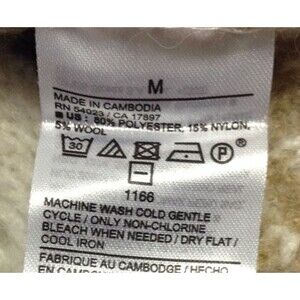 M
MADE IN CAMBODIA
RN 54023 / CA 17897
US: 80% POLYESTER, 15% NYLON,
5% WOOL
30 P
1166
MACHINE WASH COLD GENTLE
CYCLE / ONLY NON-CHLORINE
BLEACH WHEN NEEDED / DRY FLAT /
COOL IRON
FABRIQUE AU CAMBODGE / HECHO